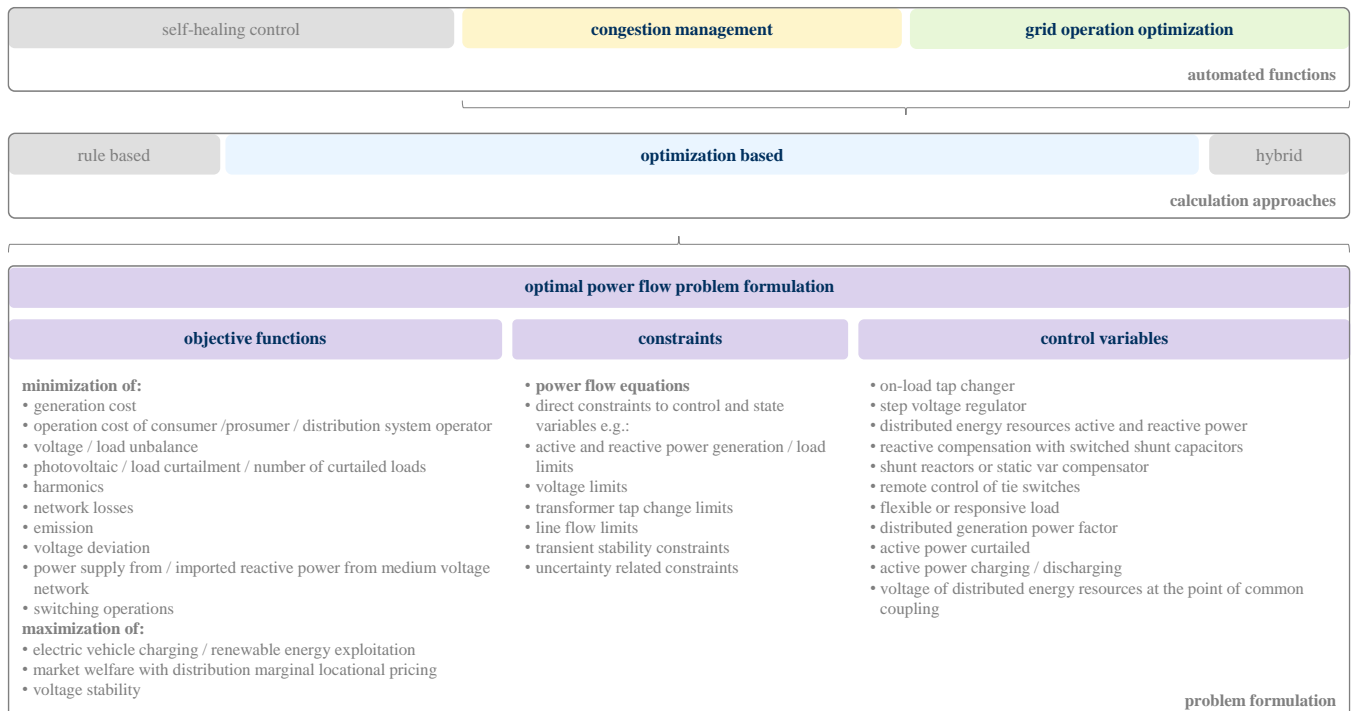 self-healing control
congestion management
grid operation optimization
automated functions
rule based
optimization based
hybrid
calculation approaches
optimal power flow problem formulation
objective functions
constraints
control variables
minimization of:
• generation cost
• operation cost of consumer /prosumer / distribution system operator
• voltage / load unbalance
• photovoltaic / load curtailment / number of curtailed loads
• harmonics
• network losses
• emission
• voltage deviation
• power supply from / imported reactive power from medium voltage
network
• switching operations
maximization of:
• electric vehicle charging / renewable energy exploitation
• market welfare with distribution marginal locational pricing
• voltage stability
• power flow equations
• direct constraints to control and state
variables e.g.:
• active and reactive power generation / load
limits
• voltage limits
• transformer tap change limits
• line flow limits
• transient stability constraints
• uncertainty related constraints
• on-load tap changer
• step voltage regulator
• distributed energy resources active and reactive power
• reactive compensation with switched shunt capacitors
• shunt reactors or static var compensator
• remote control of tie switches
• flexible or responsive load
• distributed generation power factor
• active power curtailed
• active power charging / discharging
• voltage of distributed energy resources at the point of common
coupling
problem formulation